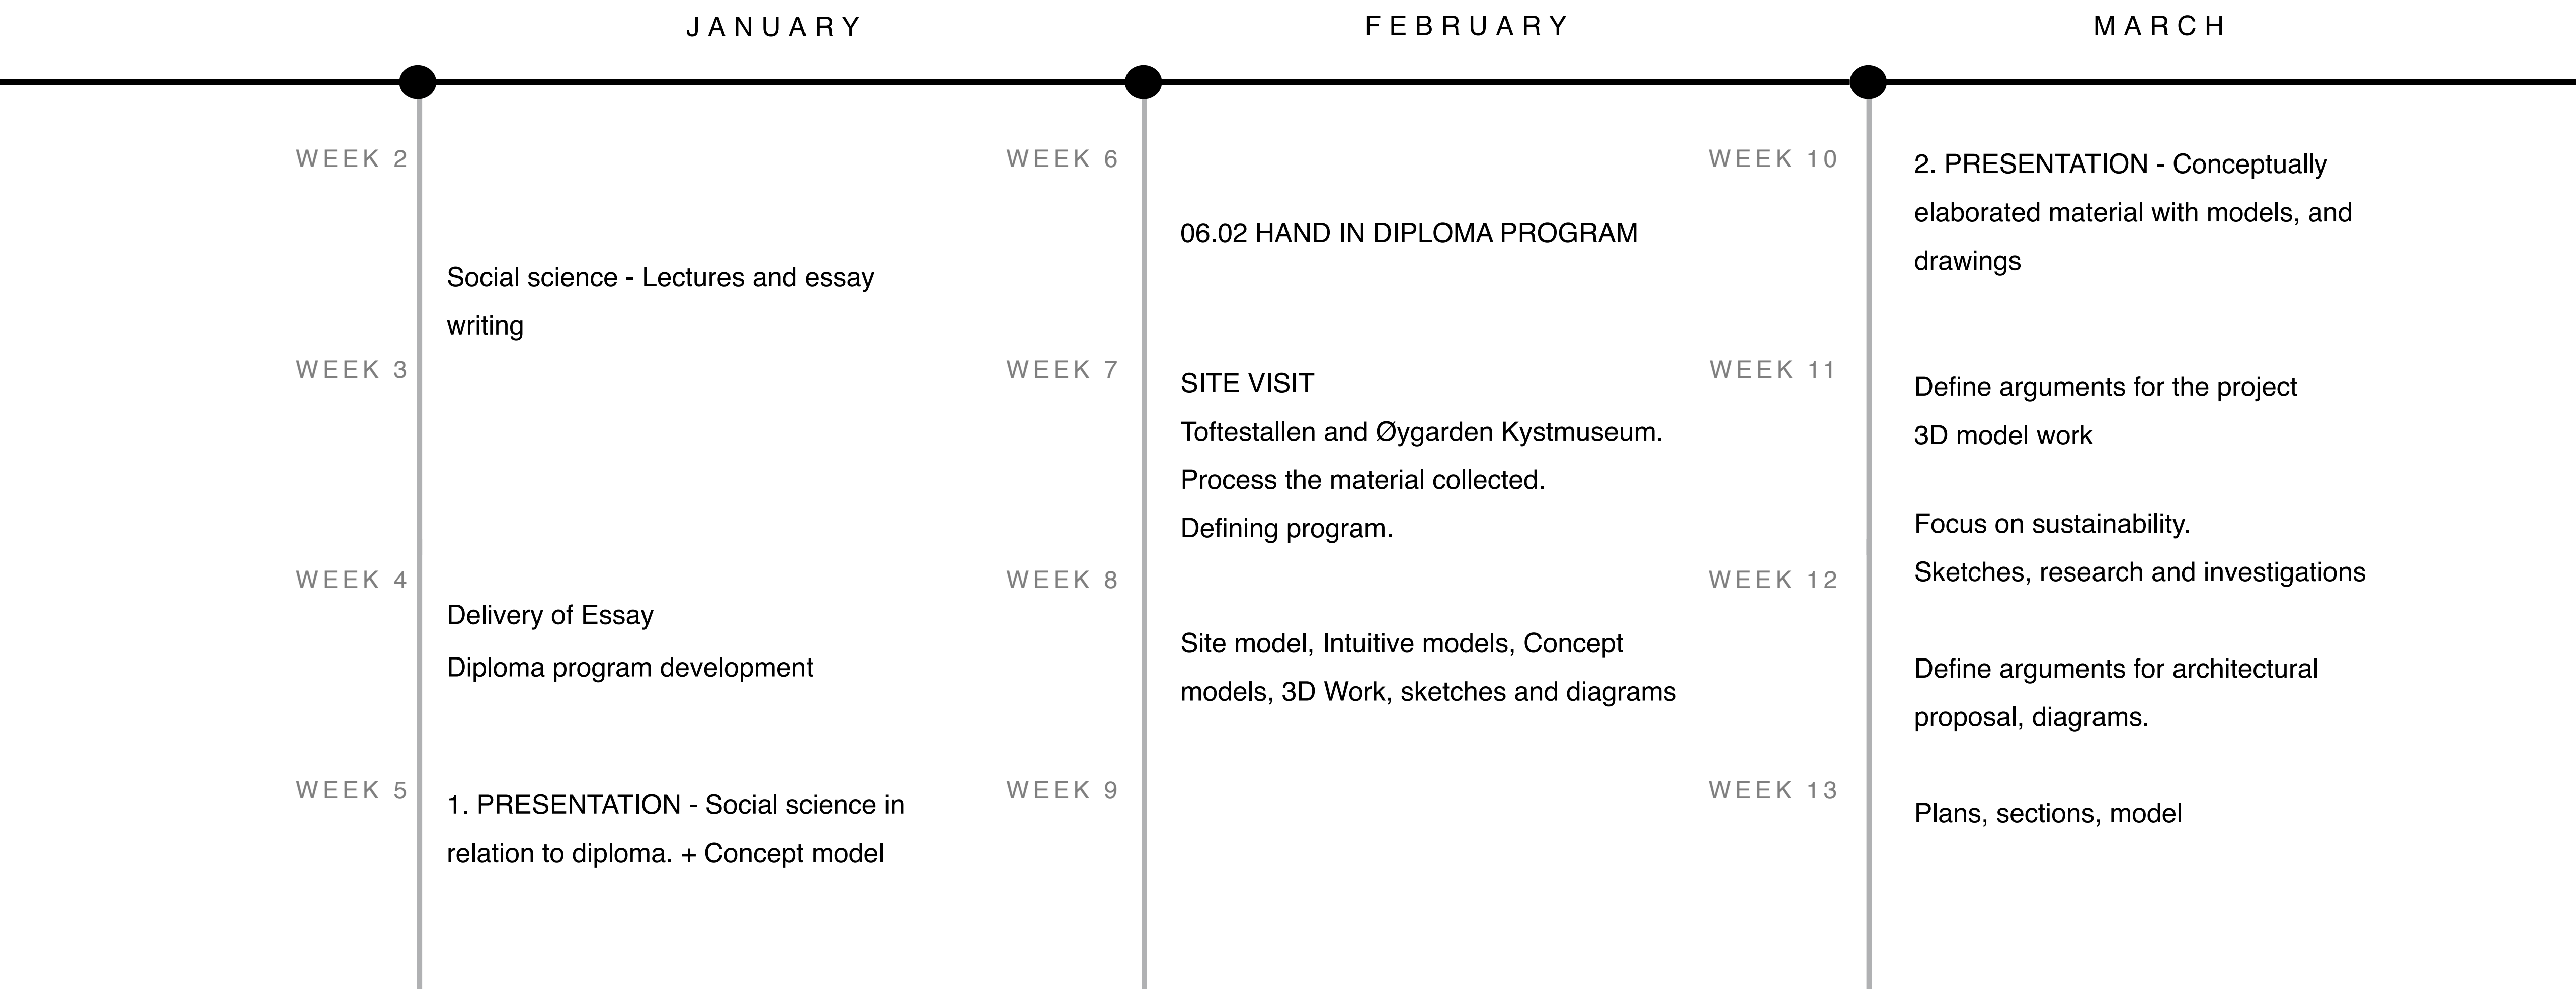 JANUARY
FEBRUARY
MARCH
WEEK 2
Social science - Lectures and essay
writing
WEEK 3
WEEK 4
Delivery of Essay
Diploma program development
WEEK 5
1. PRESENTATION - Social science in
relation to diploma. + Concept model
WEEK 6
06.02 HAND IN DIPLOMA PROGRAM
WEEK 7
SITE VISIT
Toftestallen and Øygarden Kystmuseum.
Process the material collected.
Defining program.
WEEK 8
Site model, Intuitive models, Concept
models, 3D Work, sketches and diagrams
WEEK 9
WEEK 10
2. PRESENTATION - Conceptually
elaborated material with models, and
drawings
WEEK 11
Define arguments for the project
3D model work
Focus on sustainability.
WEEK 12
Sketches, research and investigations
Define arguments for architectural
proposal, diagrams.
WEEK 13
Plans, sections, model